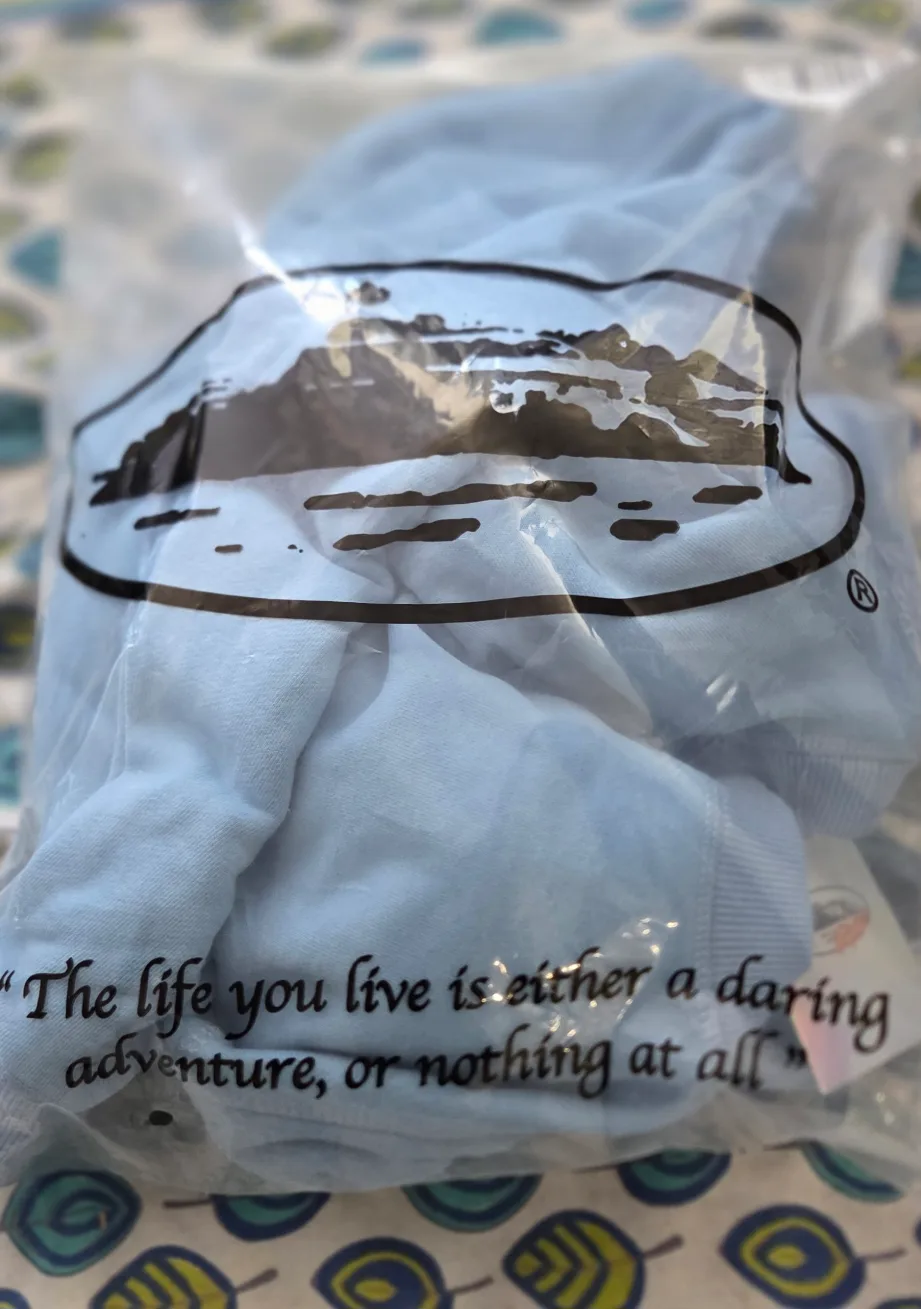 ®
“The life you live is either a daring
adventure, or nothing at all”